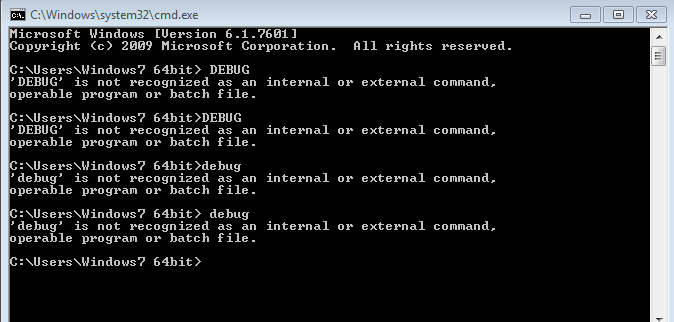 C:\Windows\system32\cmd.exe
Microsoft Windows [Version 6.1.7601]
Copyright (c) 2009 Microsoft Corporation.  All rights reserved.
C:\Users\Windows7 64bit> DEBUG
'DEBUG' is not recognized as an internal or external command,
operable program or batch file.
C:\Users\Windows7 64bit>DEBUG
'DEBUG' is not recognized as an internal or external command,
operable program or batch file.
C:\Users\Windows7 64bit>debug
'debug' is not recognized as an internal or external command,
operable program or batch file.
C:\Users\Windows7 64bit> debug
'debug' is not recognized as an internal or external command,
operable program or batch file.
C:\Users\Windows7 64bit>